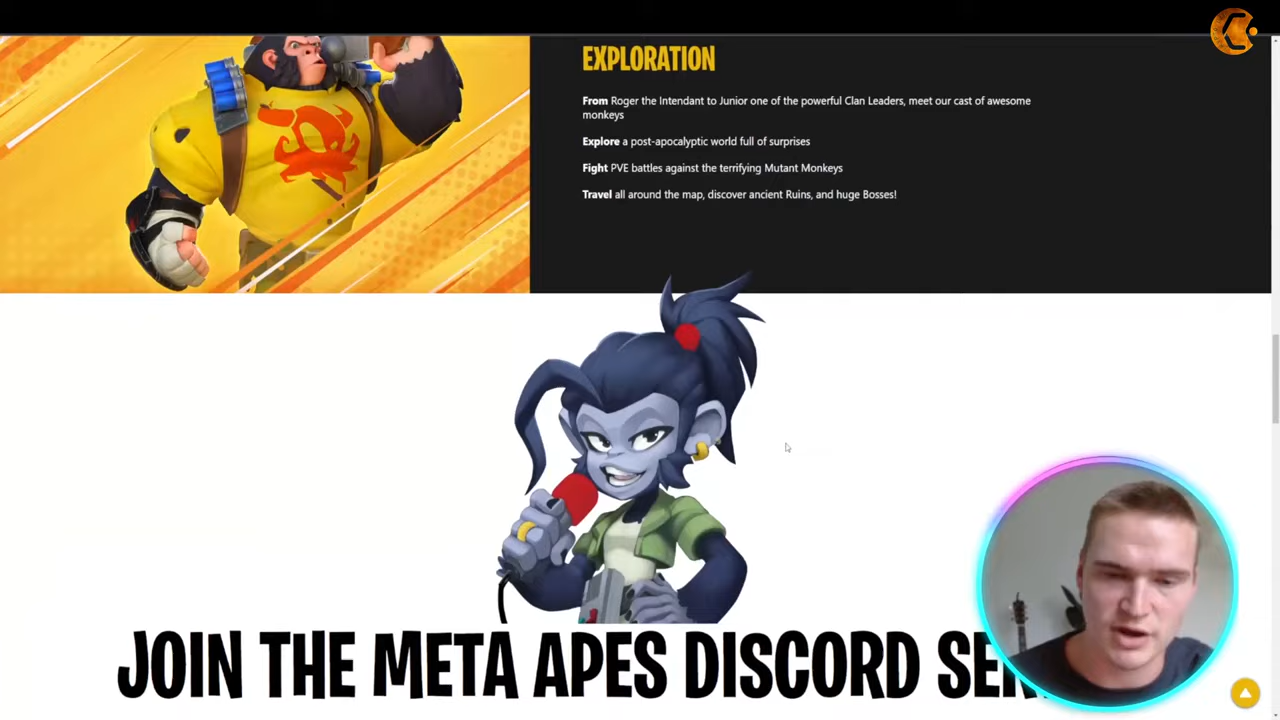 EXPLORATION
From Roger the Intendant to Junior one of the powerful Clan Leaders, meet our cast of awesome
monkeys
Explore a post-apocalyptic world full of surprises
Fight PVE battles against the terrifying Mutant Monkeys
Travel all around the map, discover ancient Ruins, and huge Bosses!
JOIN THE META APES DISCORD